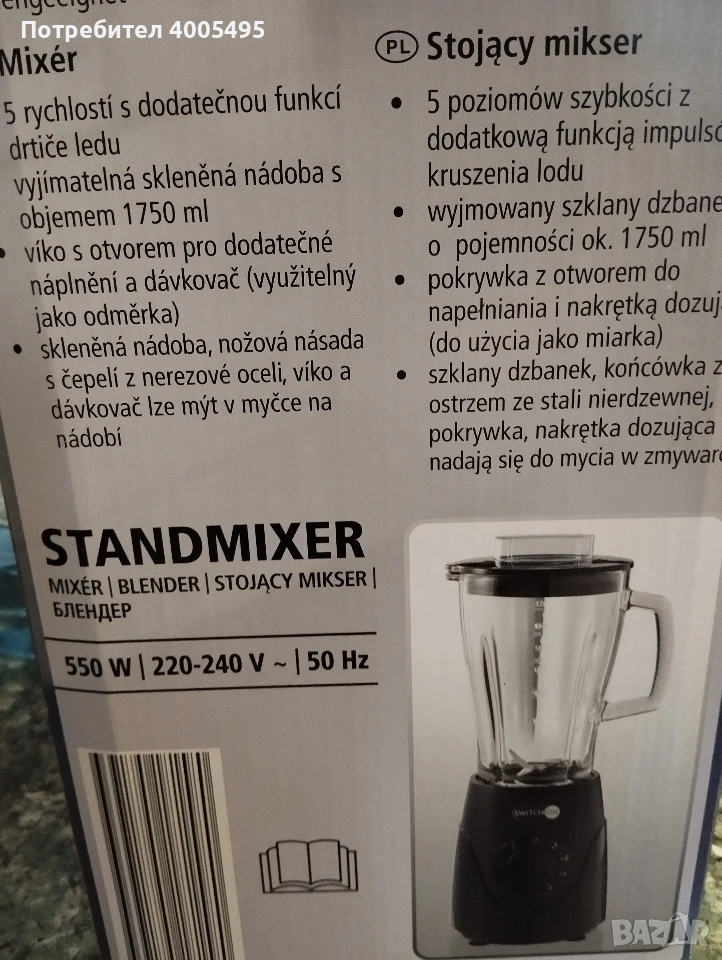 Потребител 4005495
Mixér
5 rychlostí s dodatečnou funkcí
drtiče ledu
vyjímatelná skleněná nádoba s
objemem 1750 ml
• víko s otvorem pro dodatečné
náplnění a dávkovač (využitelný
jako odměrka)
• skleněná nádoba, nožová násada
s čepelí z nerezové oceli, víko a
dávkovač lze mýt v myčce na
nádobí
PL Stojący mikser
• 5 poziomów szybkości z
dodatkową funkcją impulsó
kruszenia lodu
• wyjmowany szklany dzbane
o pojemności ok. 1750 ml
• pokrywka z otworem do
napełniania i nakrętką dozują
(do użycia jako miarka)
• szklany dzbanek, końcówka z
ostrzem ze stali nierdzewnej,
pokrywka, nakrętka dozująca
nadają się do mycia w zmywarc
STANDMIXER
MIXÉR | BLENDER | STOJĄCY MIKSER |
БЛЕНДЕР
550 W | 220-240 V ~ | 50 Hz
SWITCH ON
BAZAR